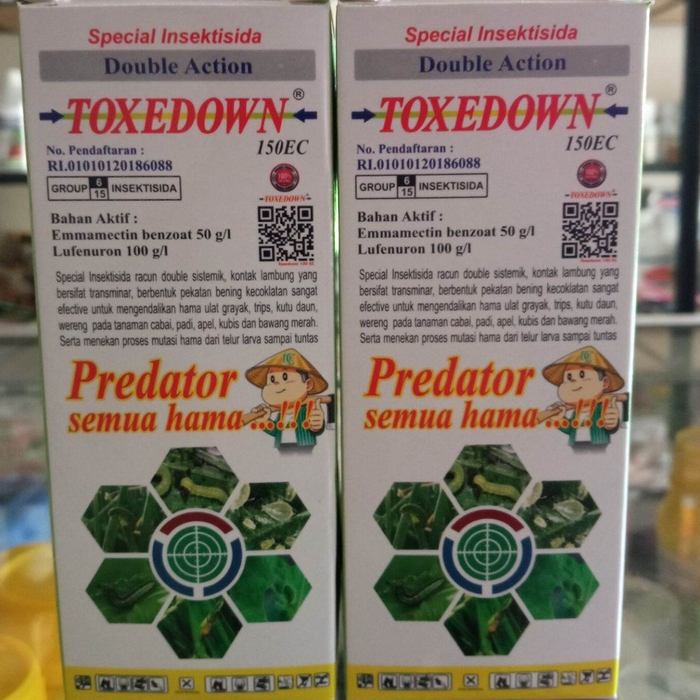 Special Insektisida
Double Action
TOXEDOWN®
150EC
No. Pendaftaran :
RI.01010120186088
GROUP 6 15 INSEKTISIDA
TOXEDOWN
Bahan Aktif :
Emmamectin benzoat 50 g/l
Lufenuron 100 g/l
Special Insektisida racun double sistemik, kontak lambung yang
bersifat transminar, berbentuk pekatan bening kecoklatan sangat
efective untuk mengendalikan hama ulat grayak, trips, kutu daun,
wereng pada tanaman cabai, padi, apel, kubis dan bawang merah.
Serta menekan proses mutasi hama dari telur larva sampai tuntas
Predator
semua hama ...!!!
Special Insektisida
Double Action
TOXEDOWN®
150EC
No. Pendaftaran :
RI.01010120186088
GROUP 6 15 INSEKTISIDA
TOXEDOWN
Bahan Aktif :
Emmamectin benzoat 50 g/l
Lufenuron 100 g/l
Special Insektisida racun double sistemik, kontak lambung yang
bersifat transminar, berbentuk pekatan bening kecoklatan sangat
efective untuk mengendalikan hama ulat grayak, trips, kutu daun,
wereng pada tanaman cabai, padi, apel, kubis dan bawang merah.
Serta menekan proses mutasi hama dari telur larva sampai tuntas
Predator
semua hama ...!!!